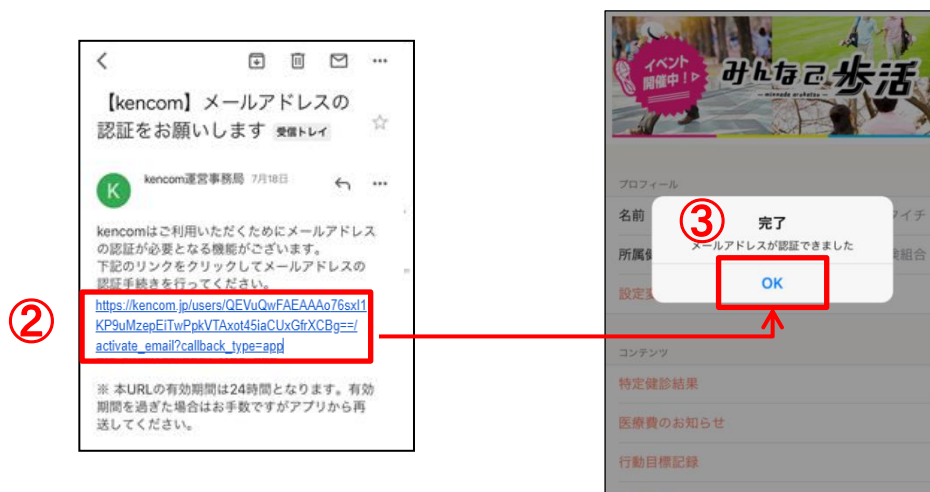 【kencom】メールアドレスの
認証をお願いします 受信トレイ
K
kencom運営事務局 7月18日
kencomはご利用いただくためにメールアドレス
の認証が必要となる機能がございます。
下記のリンクをクリックしてメールアドレスの
認証手続きを行ってください。
②
https://kencom.jp/users/QEVuQwFAEAAAo76sxI1
KP9uMzepEiTwPpkVTAxot45iaCUxGfrXCBg==/
activate_email?callback_type=app
※ 本URLの有効期間は24時間となります。有効
期間を過ぎた場合はお手数ですがアプリから再
送してください。
イベント
開催中!
みんなで歩活
minnade arukatsu
プロフィール
名前
イチ
③
完了
メールアドレスが認証できました
所属
険組合
OK
設定
コンテンツ
特定健診結果
医療費のお知らせ
行動目標記録